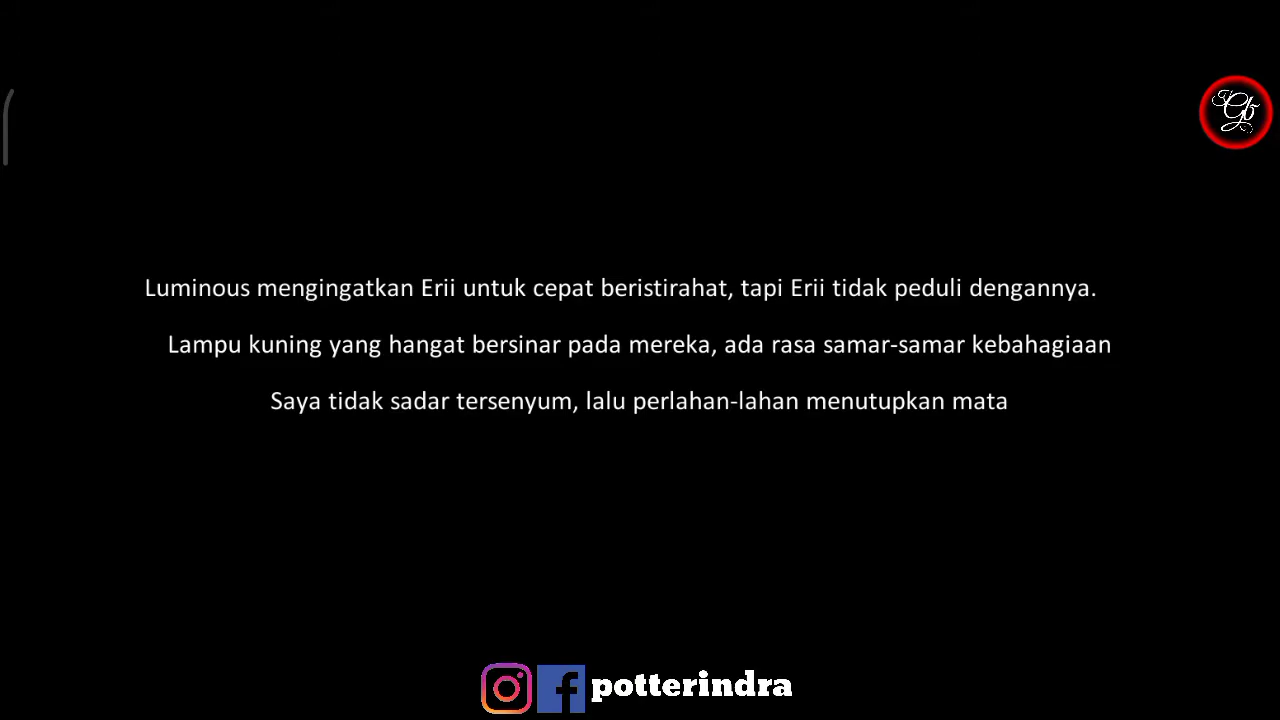 Luminous mengingatkan Erii untuk cepat beristirahat, tapi Erii tidak peduli dengannya.
Lampu kuning yang hangat bersinar pada mereka, ada rasa samar-samar kebahagiaan
Saya tidak sadar tersenyum, lalu perlahan-lahan menutupkan mata
potterindra